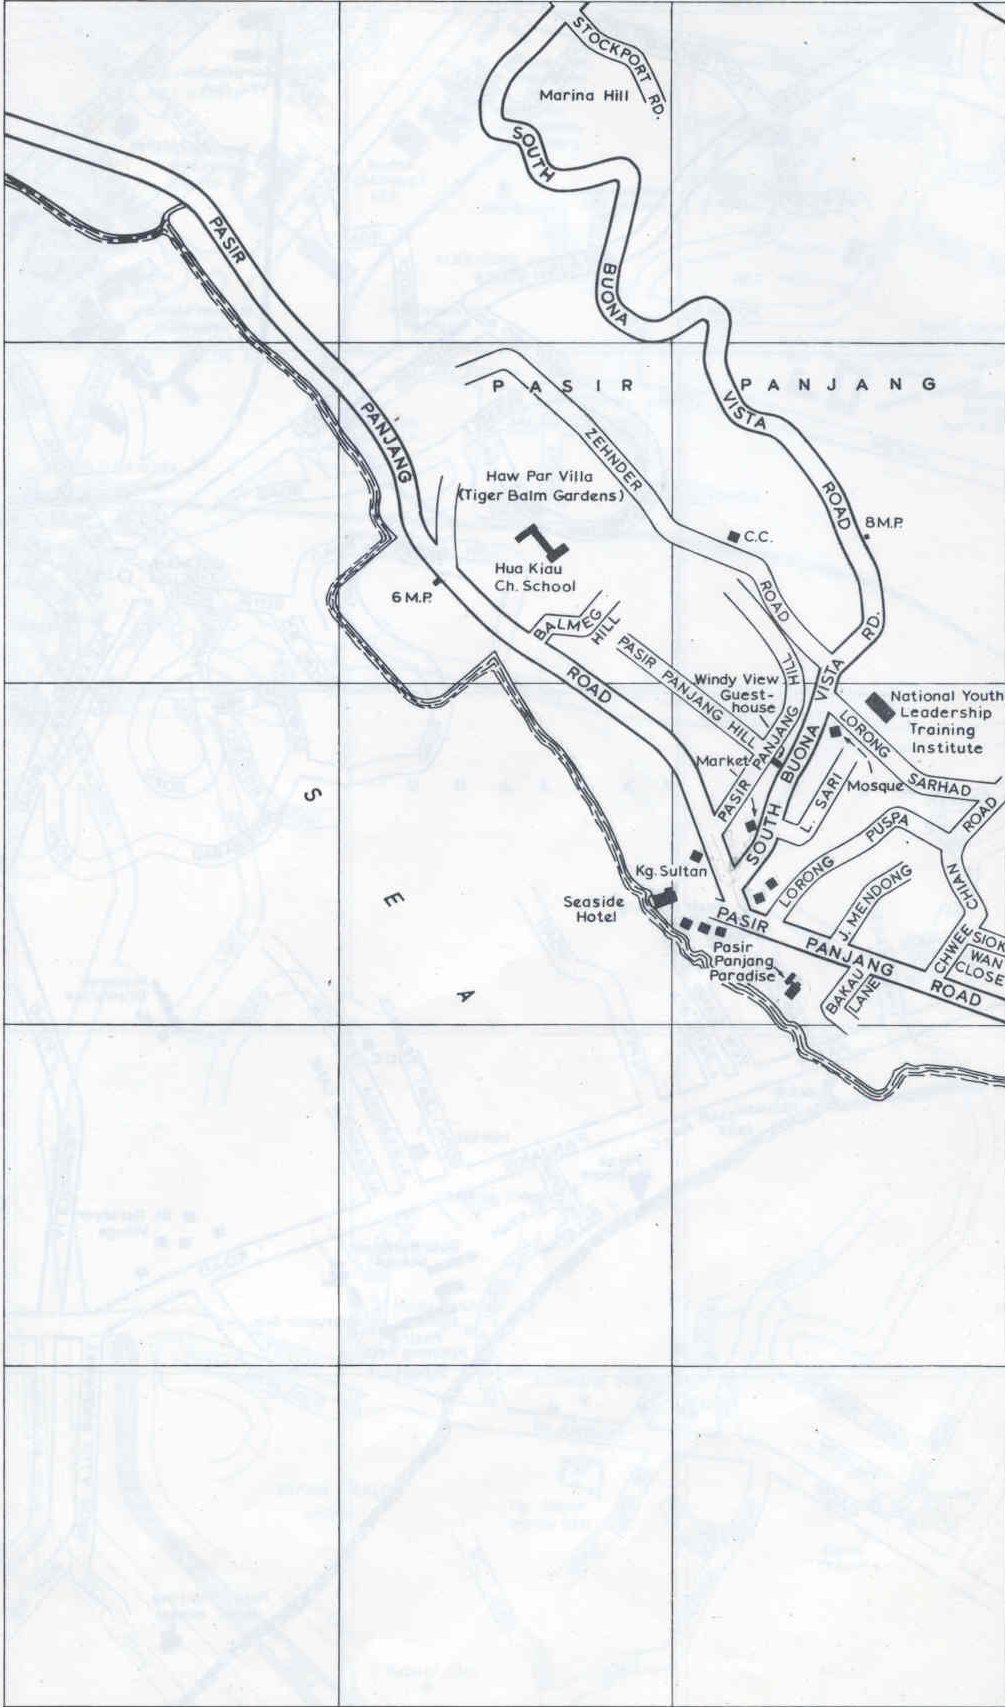 STOCKPORT RD.
Marina Hill
SOUTH
BUONA
VISTA
ROAD
PASIR
PANJANG
ROAD
PASIR PANJANG
ZEHNDER
ROAD
Haw Par Villa
(Tiger Balm Gardens)
Hua Kiau
Ch. School
C.C.
8 M.P.
6 M.P.
BALMEG
HILL
PASIR PANJANG HILL
PASIR PANJANG HILL
Windy View
Guest-
house
Market
SOUTH BUONA VISTA RD.
National Youth
Leadership
Training
Institute
LORONG SARHAD
Mosque
L. SARI
LORONG PUSPA
J. MENDONG
CHWEE CHIAN ROAD
SIOK
WAN
CLOSE
Kg. Sultan
Seaside
Hotel
Pasir
Panjang
Paradise
PASIR PANJANG ROAD
BAKAU
LANE
S E A